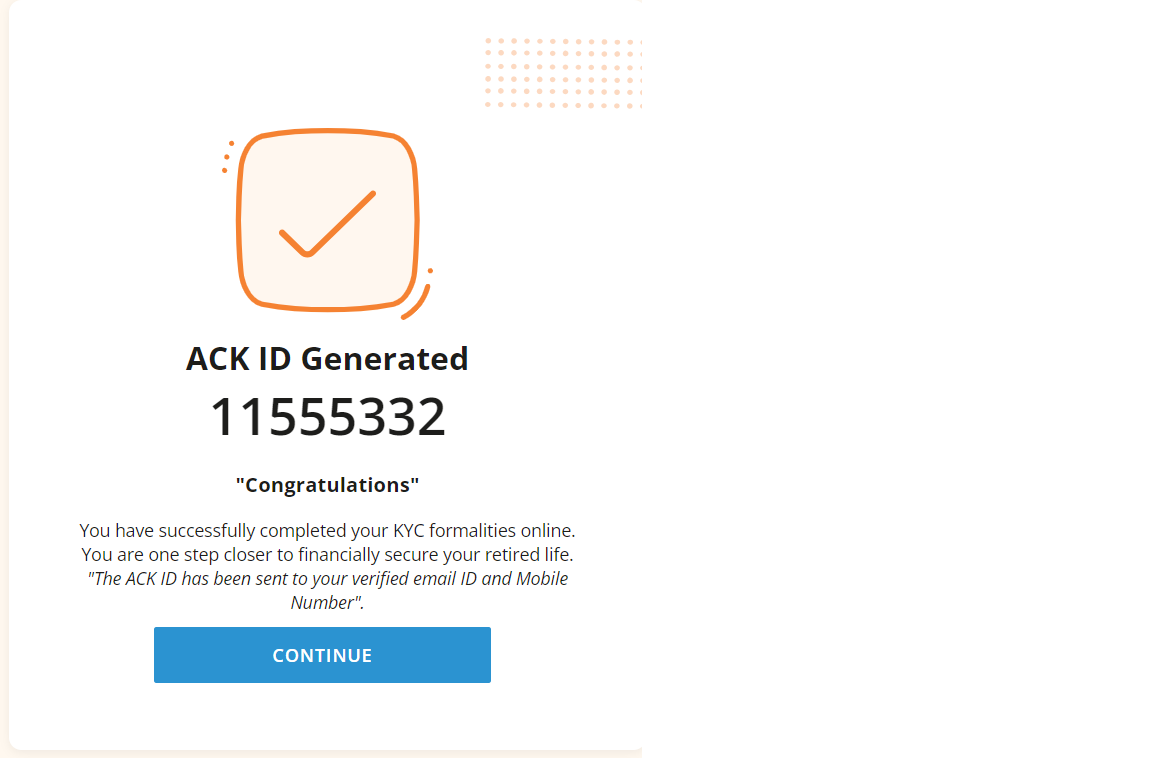 ACK ID Generated
11555332
"Congratulations"
You have successfully completed your KYC formalities online.
You are one step closer to financially secure your retired life.
"The ACK ID has been sent to your verified email ID and Mobile
Number".
CONTINUE